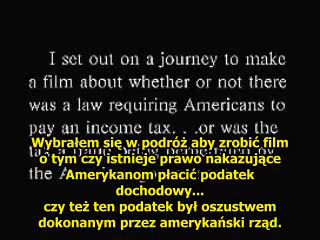 I set out on a journey to make
a film about whether or not there
was a law requiring Americans to
pay an income tax. . .or was the
Wybrałem się w podróż aby zrobić film
o tym czy istnieje prawo nakazujące
Amerykanom płacić podatek
dochodowy...
czy też ten podatek był oszustwem
dokonanym przez amerykański rząd.